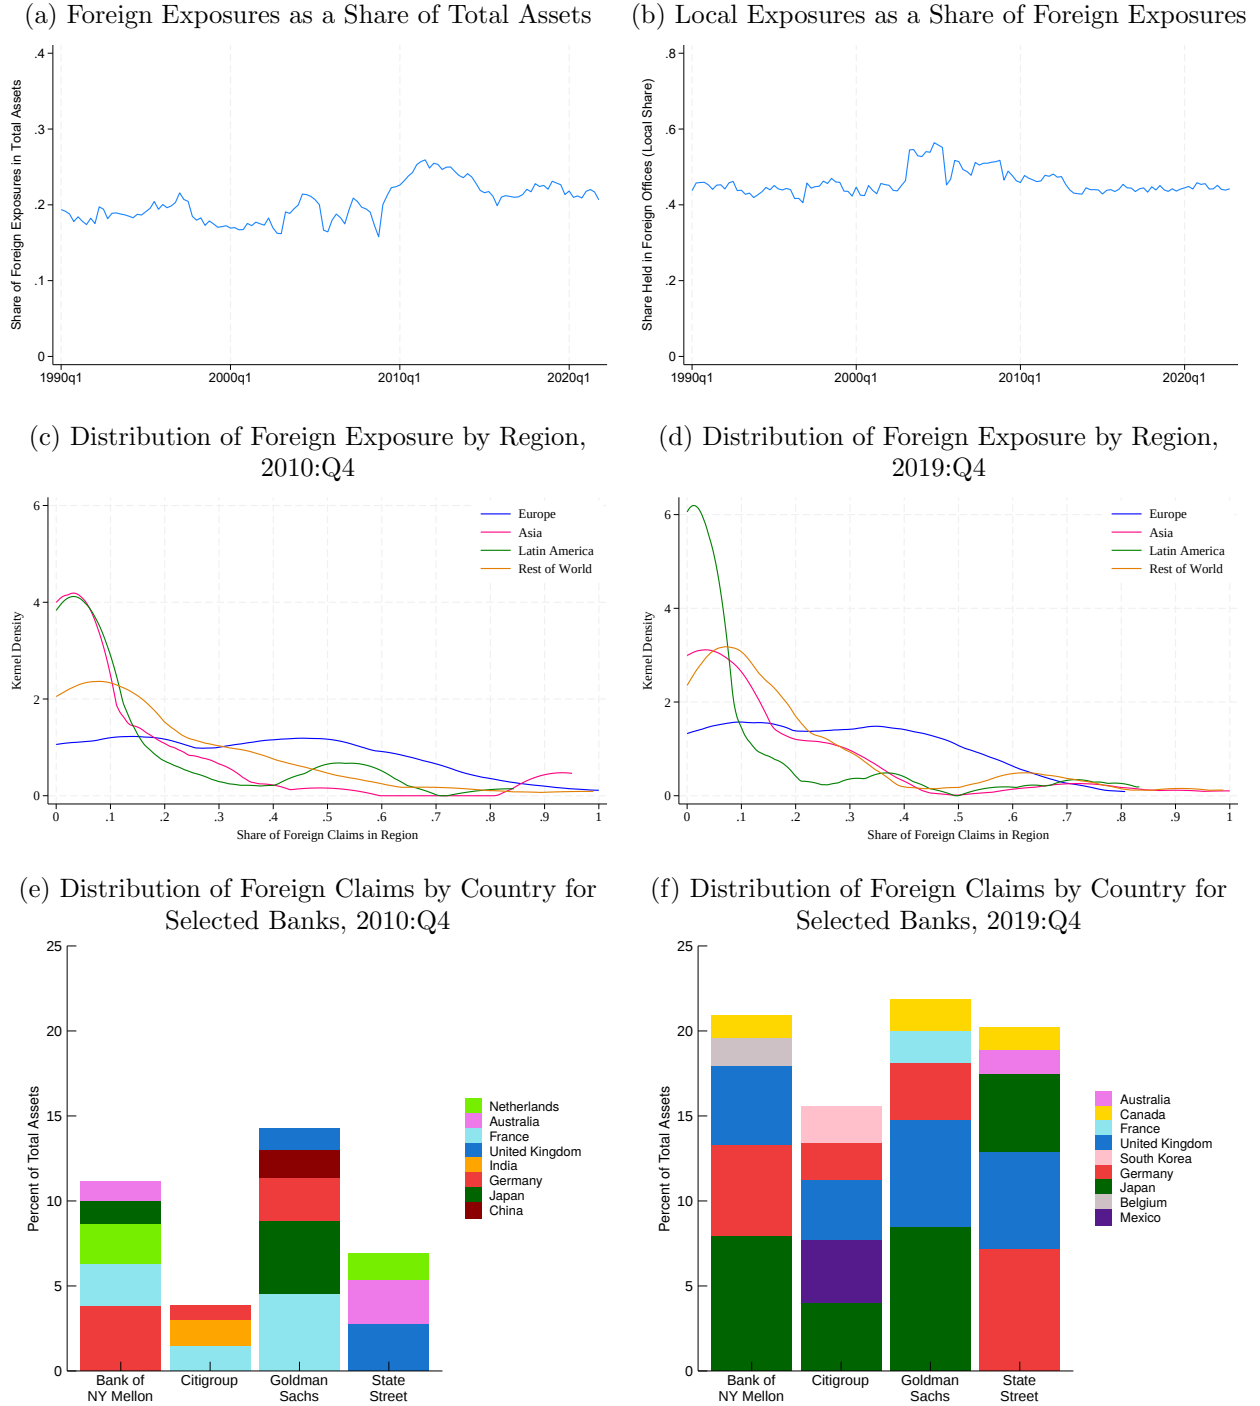 (a) Foreign Exposures as a Share of Total Assets
Share of Foreign Exposures in Total Assets
.4
.3
.2
.1
0
1990q1 2000q1 2010q1 2020q1
(b) Local Exposures as a Share of Foreign Exposures
Share Held in Foreign Offices (Local Share)
.8
.6
.4
.2
0
1990q1 2000q1 2010q1 2020q1
(c) Distribution of Foreign Exposure by Region,
2010:Q4
Kernel Density
6
4
2
0
Europe
Asia
Latin America
Rest of World
0 .1 .2 .3 .4 .5 .6 .7 .8 .9 1
Share of Foreign Claims in Region
(d) Distribution of Foreign Exposure by Region,
2019:Q4
Kernel Density
6
4
2
0
Europe
Asia
Latin America
Rest of World
0 .1 .2 .3 .4 .5 .6 .7 .8 .9 1
Share of Foreign Claims in Region
(e) Distribution of Foreign Claims by Country for
Selected Banks, 2010:Q4
Percent of Total Assets
25
20
15
10
5
0
Netherlands
Australia
France
United Kingdom
India
Germany
Japan
China
Bank of
NY Mellon
Citigroup
Goldman
Sachs
State
Street
(f) Distribution of Foreign Claims by Country for
Selected Banks, 2019:Q4
Percent of Total Assets
25
20
15
10
5
0
Australia
Canada
France
United Kingdom
South Korea
Germany
Japan
Belgium
Mexico
Bank of
NY Mellon
Citigroup
Goldman
Sachs
State
Street